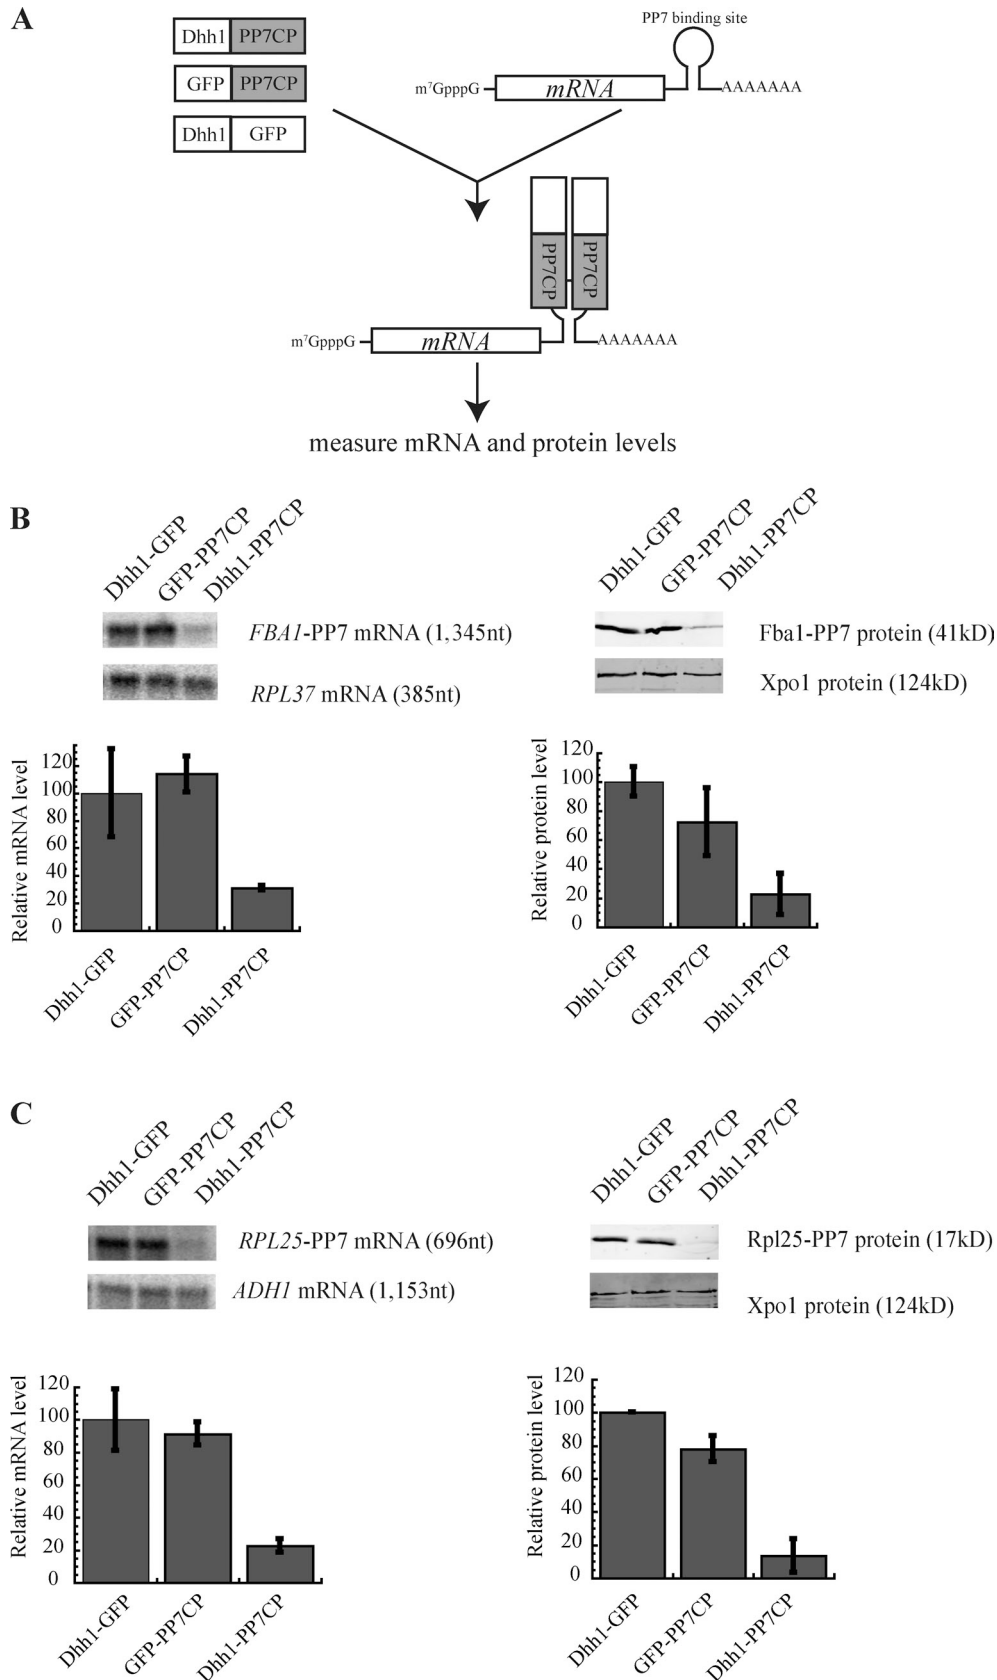 A
Dhh1 PP7CP
GFP PP7CP
Dhh1 GFP
PP7 binding site
m⁷GpppG mRNA AAAAAAA
PP7CP PP7CP
m⁷GpppG mRNA AAAAAAA
measure mRNA and protein levels
B
Dhh1-GFP
GFP-PP7CP
Dhh1-PP7CP
FBA1-PP7 mRNA (1,345nt)
RPL37 mRNA (385nt)
Relative mRNA level
120
100
80
60
40
20
0
Dhh1-GFP
GFP-PP7CP
Dhh1-PP7CP
Dhh1-GFP
GFP-PP7CP
Dhh1-PP7CP
Fba1-PP7 protein (41kD)
Xpo1 protein (124kD)
Relative protein level
120
100
80
60
40
20
0
Dhh1-GFP
GFP-PP7CP
Dhh1-PP7CP
C
Dhh1-GFP
GFP-PP7CP
Dhh1-PP7CP
RPL25-PP7 mRNA (696nt)
ADH1 mRNA (1,153nt)
Relative mRNA level
120
100
80
60
40
20
0
Dhh1-GFP
GFP-PP7CP
Dhh1-PP7CP
Dhh1-GFP
GFP-PP7CP
Dhh1-PP7CP
Rpl25-PP7 protein (17kD)
Xpo1 protein (124kD)
Relative protein level
120
100
80
60
40
20
0
Dhh1-GFP
GFP-PP7CP
Dhh1-PP7CP